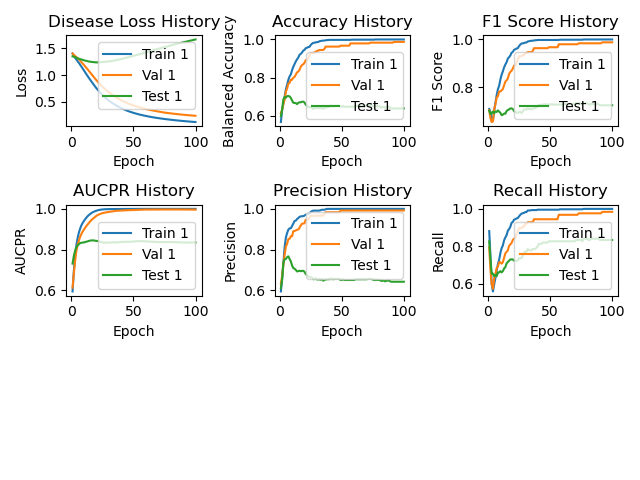 Disease Loss History
Loss
1.5
1.0
0.5
0
50
100
Epoch
Train 1
Val 1
Test 1
Accuracy History
Balanced Accuracy
1.0
0.8
0.6
0
50
100
Epoch
Train 1
Val 1
Test 1
F1 Score History
F1 Score
1.0
0.8
0
50
100
Epoch
Train 1
Val 1
Test 1
AUCPR History
AUCPR
1.0
0.8
0.6
0
50
100
Epoch
Train 1
Val 1
Test 1
Precision History
Precision
1.0
0.8
0.6
0
50
100
Epoch
Train 1
Val 1
Test 1
Recall History
Recall
1.0
0.8
0.6
0
50
100
Epoch
Train 1
Val 1
Test 1